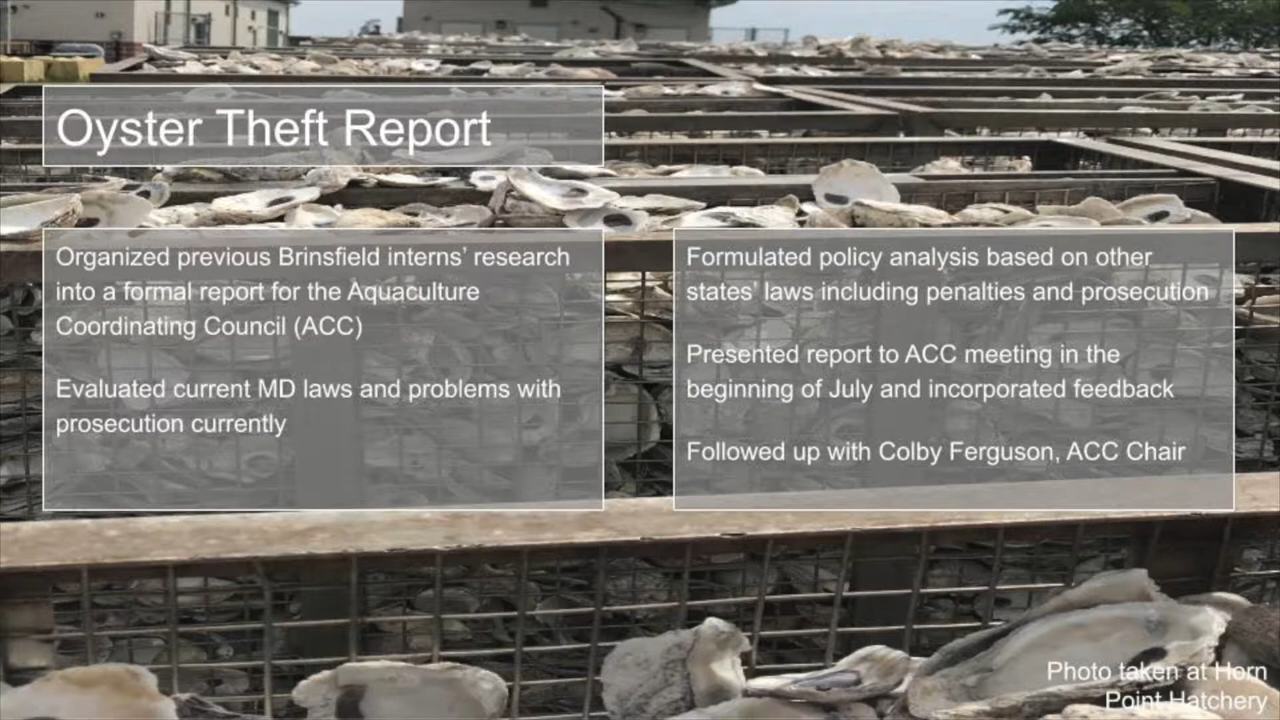 Oyster Theft Report
Organized previous Brinsfield interns’ research
into a formal report for the Aquaculture
Coordinating Council (ACC)
Evaluated current MD laws and problems with
prosecution currently
Formulated policy analysis based on other
states’ laws including penalties and prosecution
Presented report to ACC meeting in the
beginning of July and incorporated feedback
Followed up with Colby Ferguson, ACC Chair
Photo taken at Horn
Point Hatchery